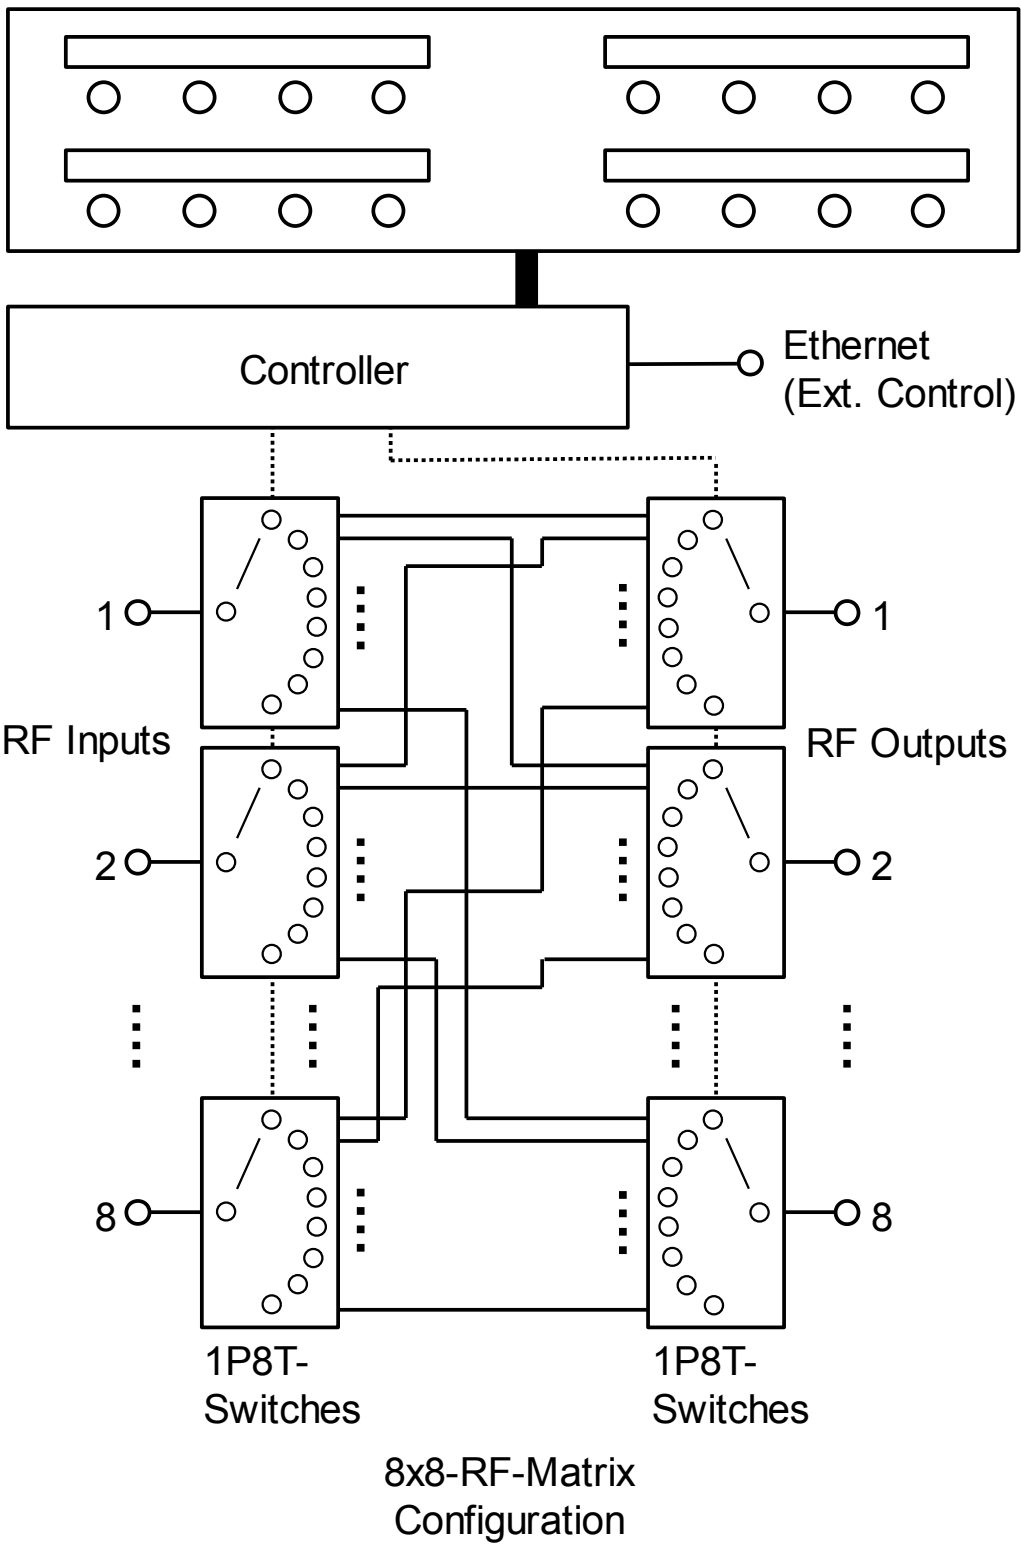 Controller
Ethernet
(Ext. Control)
1
1
RF Inputs
RF Outputs
2
2
8
8
1P8T-
Switches
1P8T-
Switches
8x8-RF-Matrix
Configuration